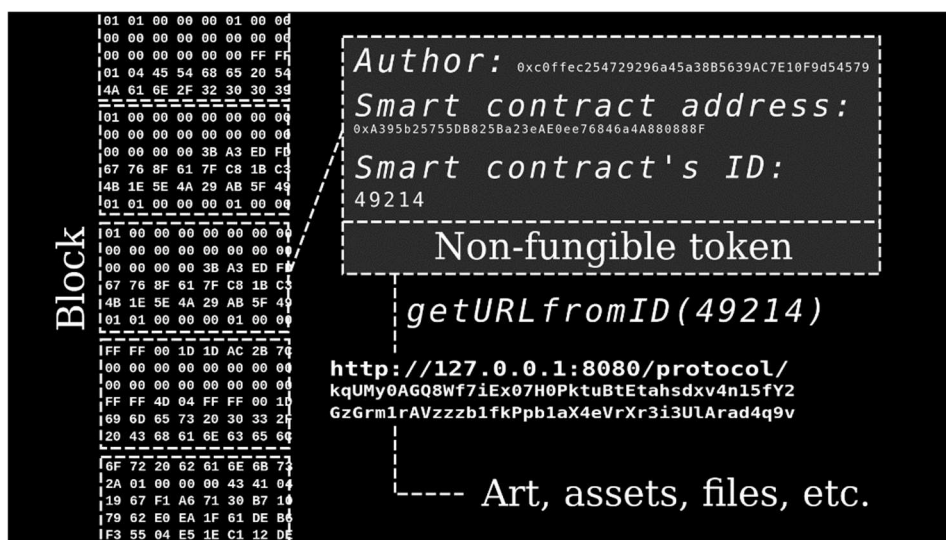 01 01 00 00 00 01 00 00
00 00 00 00 00 00 00 00
00 00 00 00 00 00 FF FF
01 04 45 54 68 65 20 54
4A 61 6E 2F 32 30 30 39
01 00 00 00 00 00 00 00
00 00 00 00 00 00 00 00
00 00 00 00 3B A3 ED FD
67 76 8F 61 7F C8 1B C3
4B 1E 5E 4A 29 AB 5F 49
01 01 00 00 00 01 00 00
01 00 00 00 00 00 00 00
00 00 00 00 00 00 00 00
00 00 00 00 3B A3 ED FD
67 76 8F 61 7F C8 1B C3
4B 1E 5E 4A 29 AB 5F 49
01 01 00 00 00 01 00 00
FF FF 00 1D 1D AC 2B 7C
00 00 00 00 00 00 00 00
00 00 00 00 00 00 00 00
FF FF 4D 04 FF FF 00 1D
69 6D 65 73 20 30 33 2F
20 43 68 61 6E 63 65 6C
6F 72 20 62 61 6E 6B 73
2A 01 00 00 00 43 41 04
19 67 F1 A6 71 30 B7 10
79 62 E0 EA 1F 61 DE B6
F3 55 04 E5 1E C1 12 DE
Block
Author: 0xc0ffec254729296a45a38B5639AC7E10F9d54579
Smart contract address:
0xA395b25755DB825Ba23eAE0ee76846a4A880888F
Smart contract's ID:
49214
Non-fungible token
getURLfromID(49214)
http://127.0.0.1:8080/protocol/
kqUMy0AGQ8Wf7iEx07H0PktuBtEtahsdxv4n15fY2
GzGrm1rAVzzzb1fkPpb1aX4eVrXr3i3UlArad4q9v
Art, assets, files, etc.